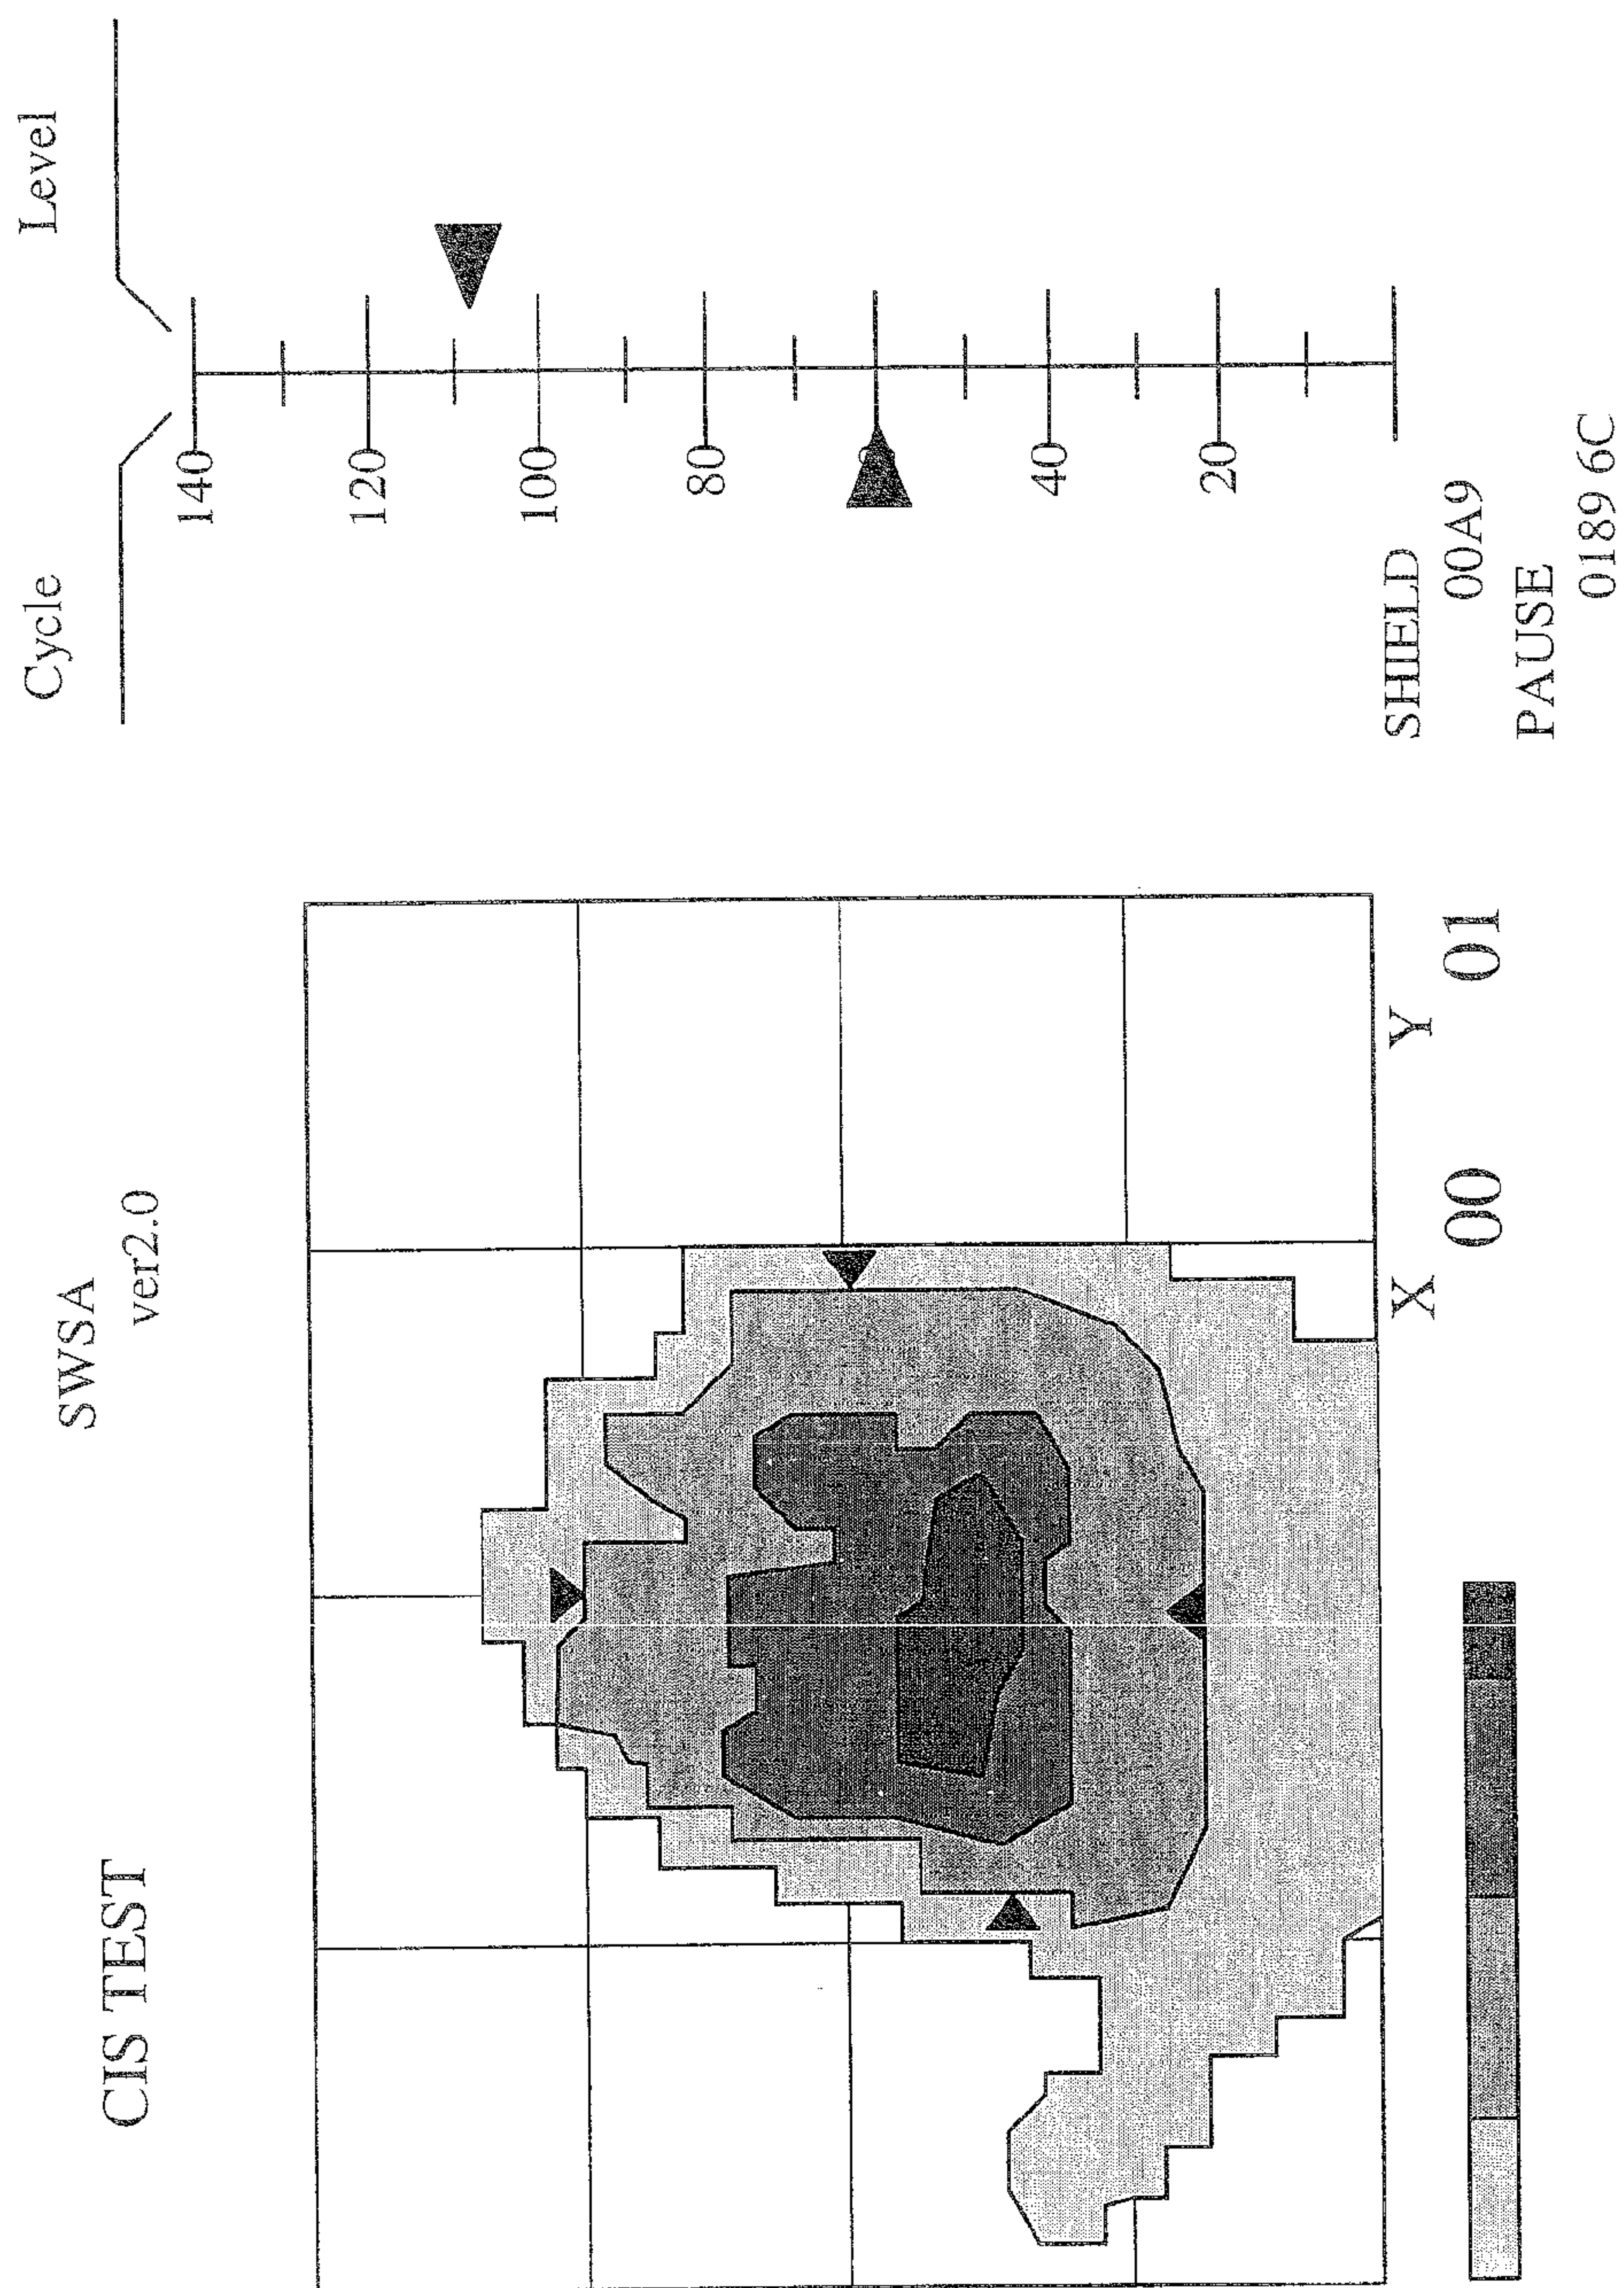 CIS TEST
SWSA
ver2.0
Cycle
Level
140
120
100
80
40
20
SHIELD
00A9
PAUSE
0189 6C
X
Y
00
01